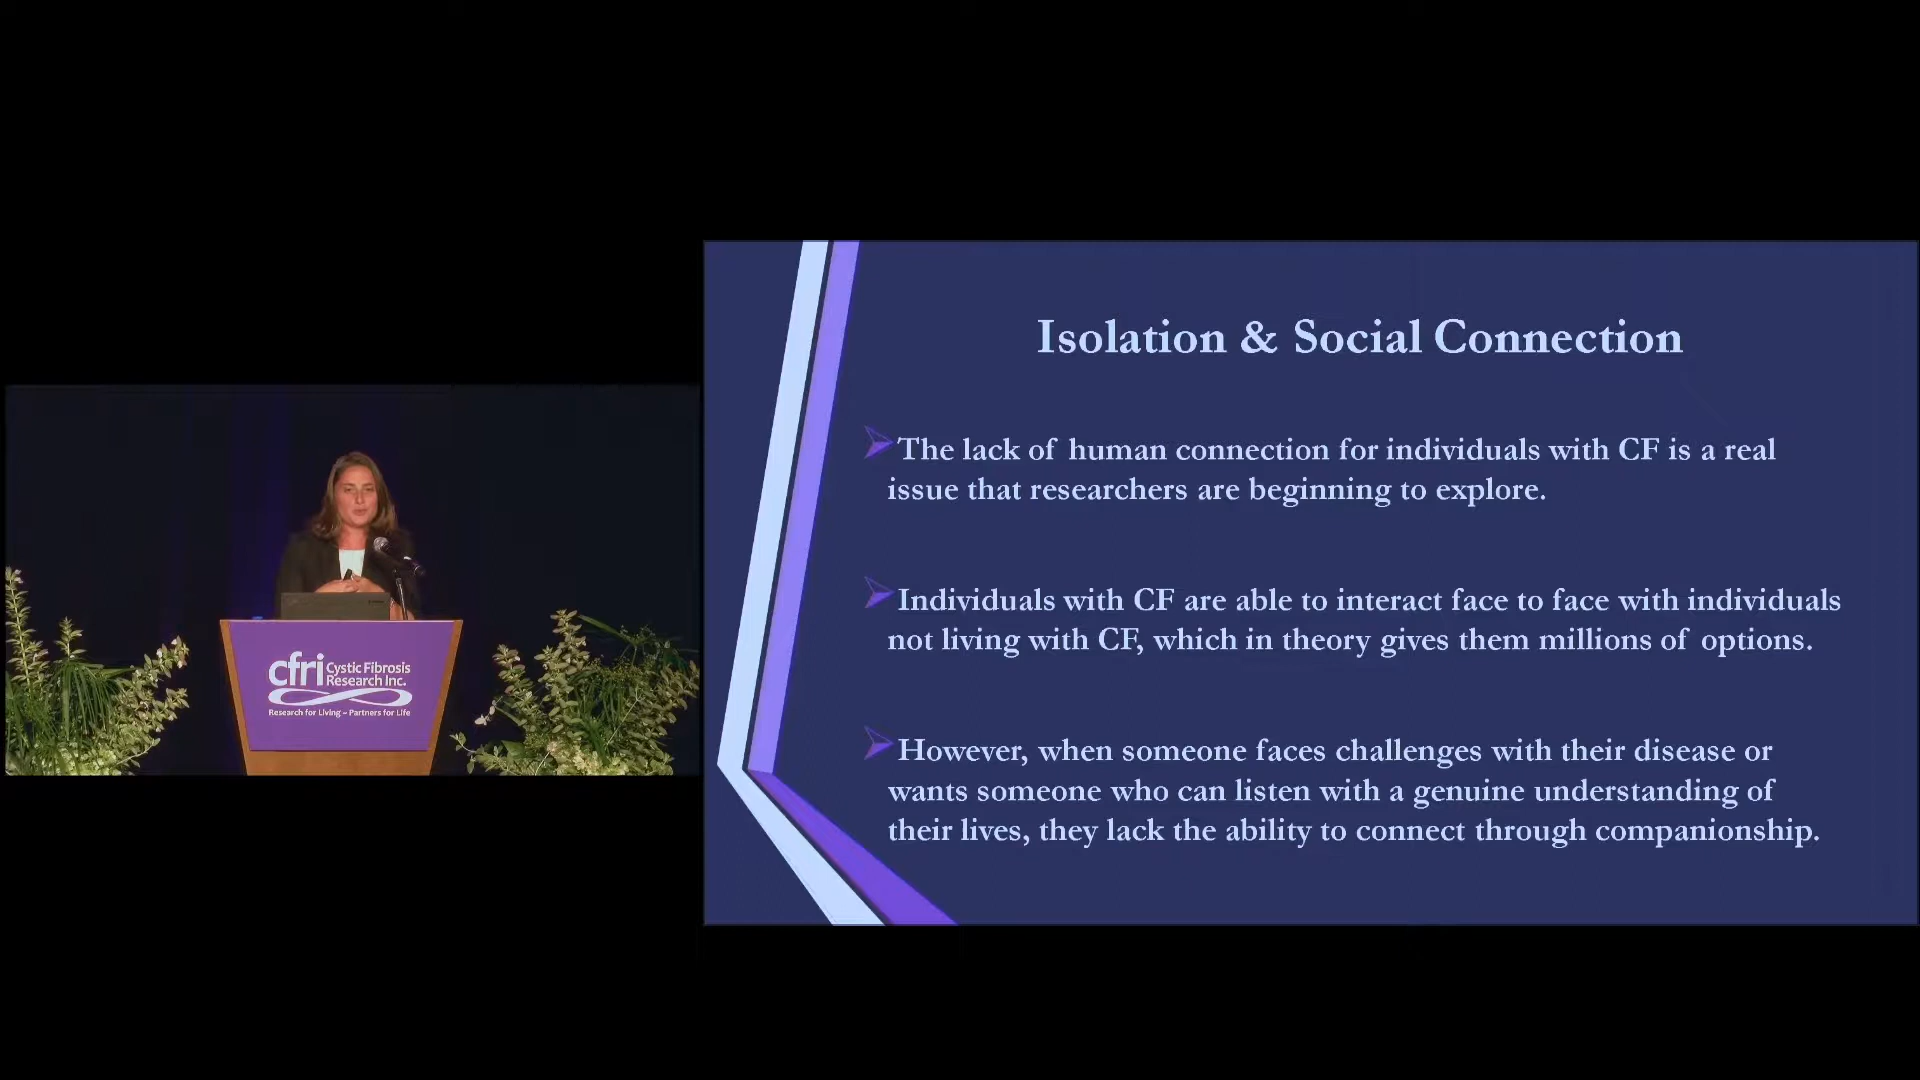 cfri Cystic Fibrosis
Research Inc.
Research for Living – Partners for Life
Isolation & Social Connection
The lack of human connection for individuals with CF is a real
issue that researchers are beginning to explore.
Individuals with CF are able to interact face to face with individuals
not living with CF, which in theory gives them millions of options.
However, when someone faces challenges with their disease or
wants someone who can listen with a genuine understanding of
their lives, they lack the ability to connect through companionship.